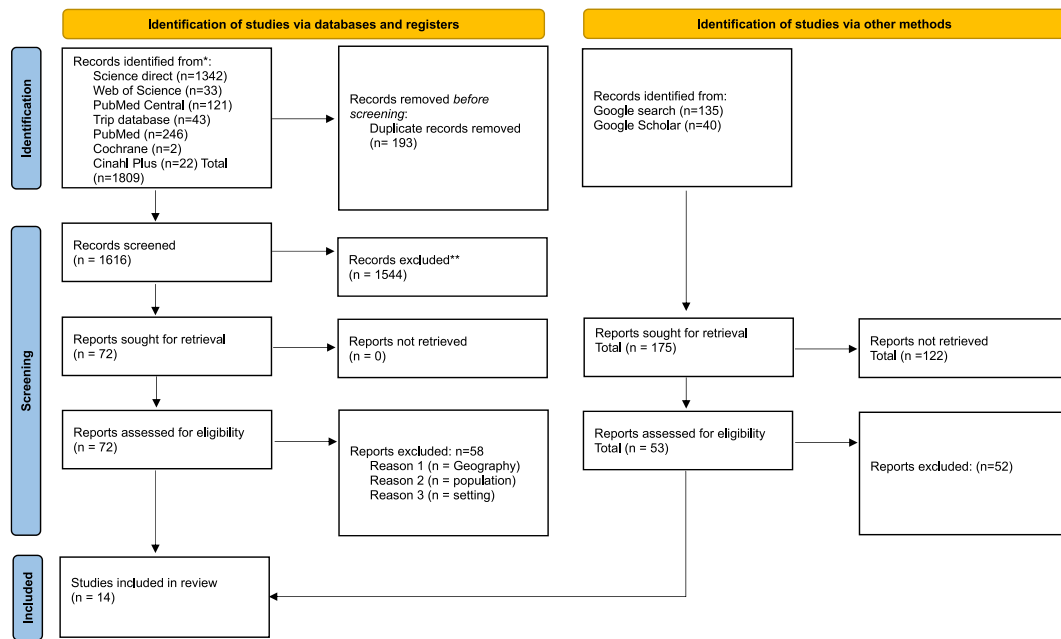 Identification of studies via databases and registers
Identification of studies via other methods
Identification
Records identified from*:
Science direct (n=1342)
Web of Science (n=33)
PubMed Central (n=121)
Trip database (n=43)
PubMed (n=246)
Cochrane (n=2)
Cinahl Plus (n=22) Total
(n=1809)
Records removed before
screening:
Duplicate records removed
(n= 193)
Records identified from:
Google search (n=135)
Google Scholar (n=40)
Screening
Records screened
(n = 1616)
Records excluded**
(n = 1544)
Reports sought for retrieval
(n = 72)
Reports not retrieved
(n = 0)
Reports sought for retrieval
Total (n = 175)
Reports not retrieved
Total (n =122)
Reports assessed for eligibility
(n = 72)
Reports excluded: n=58
Reason 1 (n = Geography)
Reason 2 (n = population)
Reason 3 (n = setting)
Reports assessed for eligibility
Total (n = 53)
Reports excluded: (n=52)
Included
Studies included in review
(n = 14)